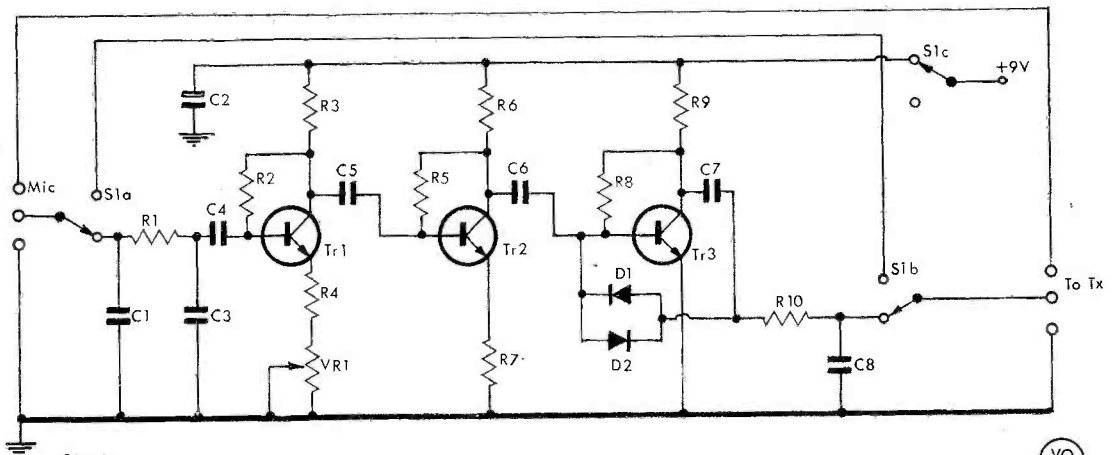 S1c
+9V
C2
R3
R6
R9
Mic
S1a
R2
C5
R5
C6
R8
C7
R1
C4
Tr1
Tr2
Tr3
S1b
To Tx
D1
R10
R4
C1
C3
VR1
R7
D2
C8